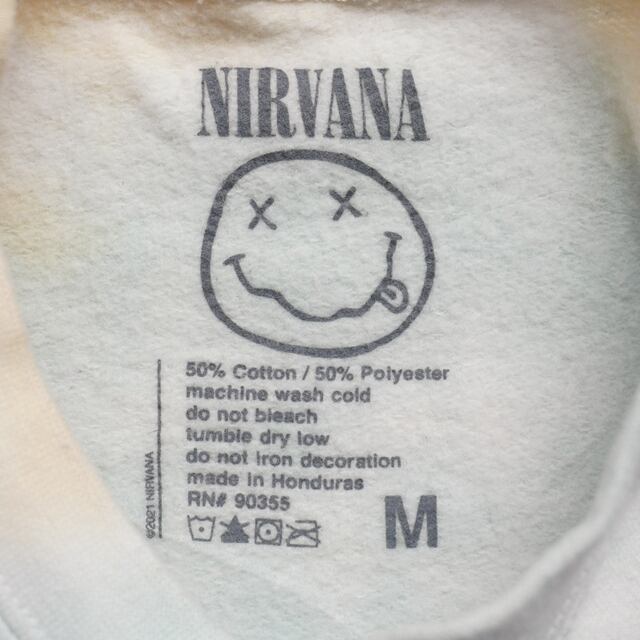 NIRVANA
50% Cotton / 50% Polyester
machine wash cold
do not bleach
tumble dry low
do not iron decoration
made in Honduras
RN# 90355
M
©2021 NIRVANA